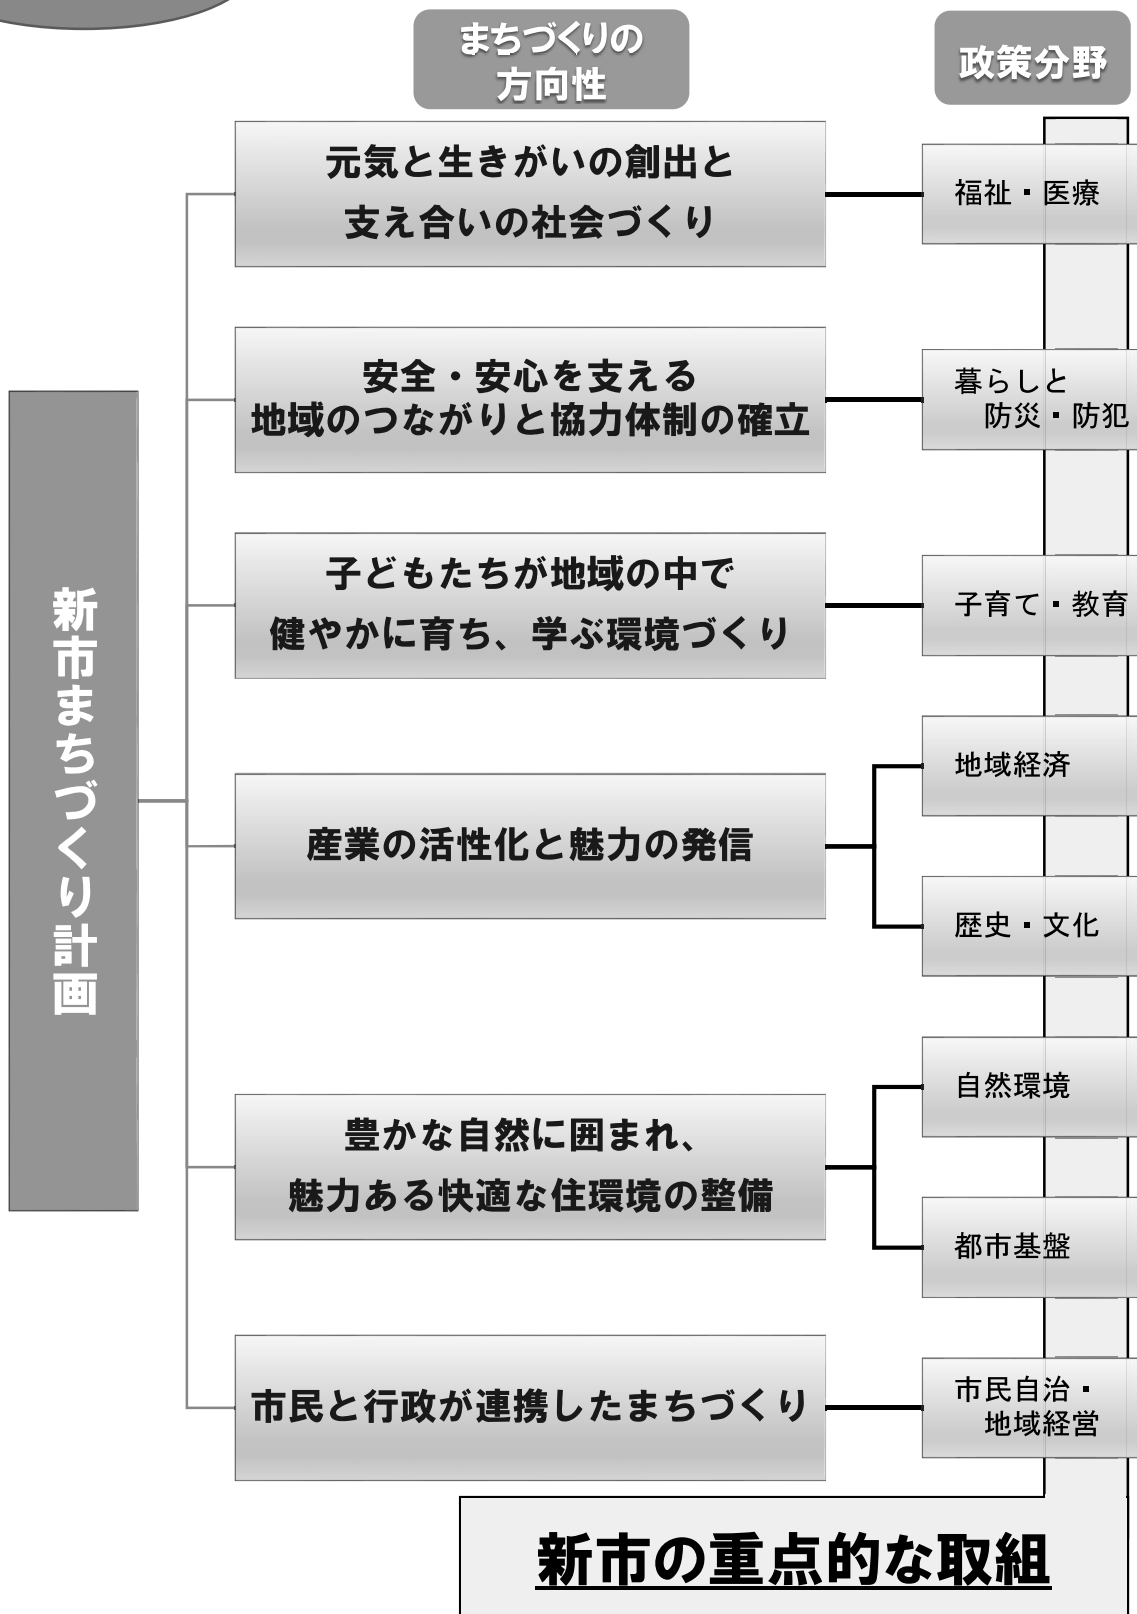 まちづくりの
方向性
政策分野
新市まちづくり計画
元気と生きがいの創出と
支え合いの社会づくり
福祉・医療
安全・安心を支える
地域のつながりと協力体制の確立
暮らしと
防災・防犯
子どもたちが地域の中で
健やかに育ち、学ぶ環境づくり
子育て・教育
産業の活性化と魅力の発信
地域経済
歴史・文化
豊かな自然に囲まれ、
魅力ある快適な住環境の整備
自然環境
都市基盤
市民と行政が連携したまちづくり
市民自治・
地域経営
新市の重点的な取組